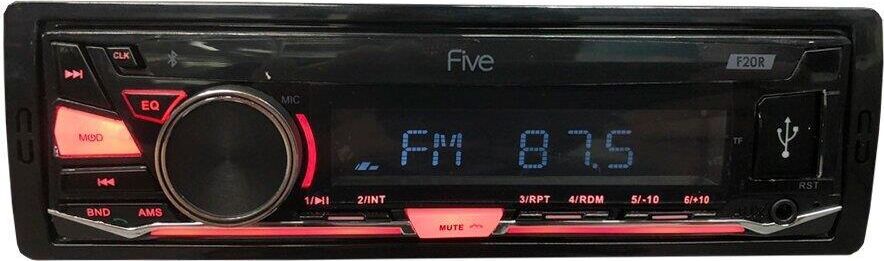 CLK
Five
F20R
EQ
MIC
MOD
FM 87.5
TF
RST
1/
2/INT
3/RPT
4/RDM
5/-10
6/+10
BND
AMS
MUTE